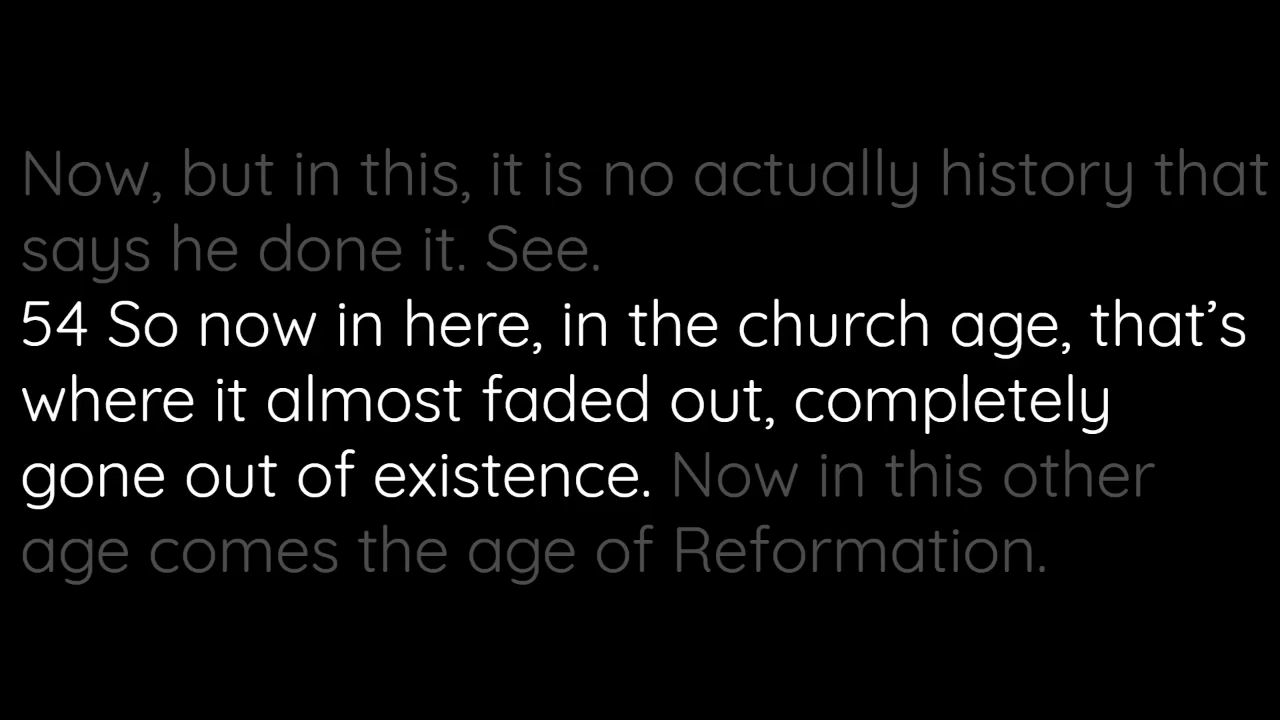 Now, but in this, it is no actually history that
says he done it. See.
54 So now in here, in the church age, that’s
where it almost faded out, completely
gone out of existence. Now in this other
age comes the age of Reformation.